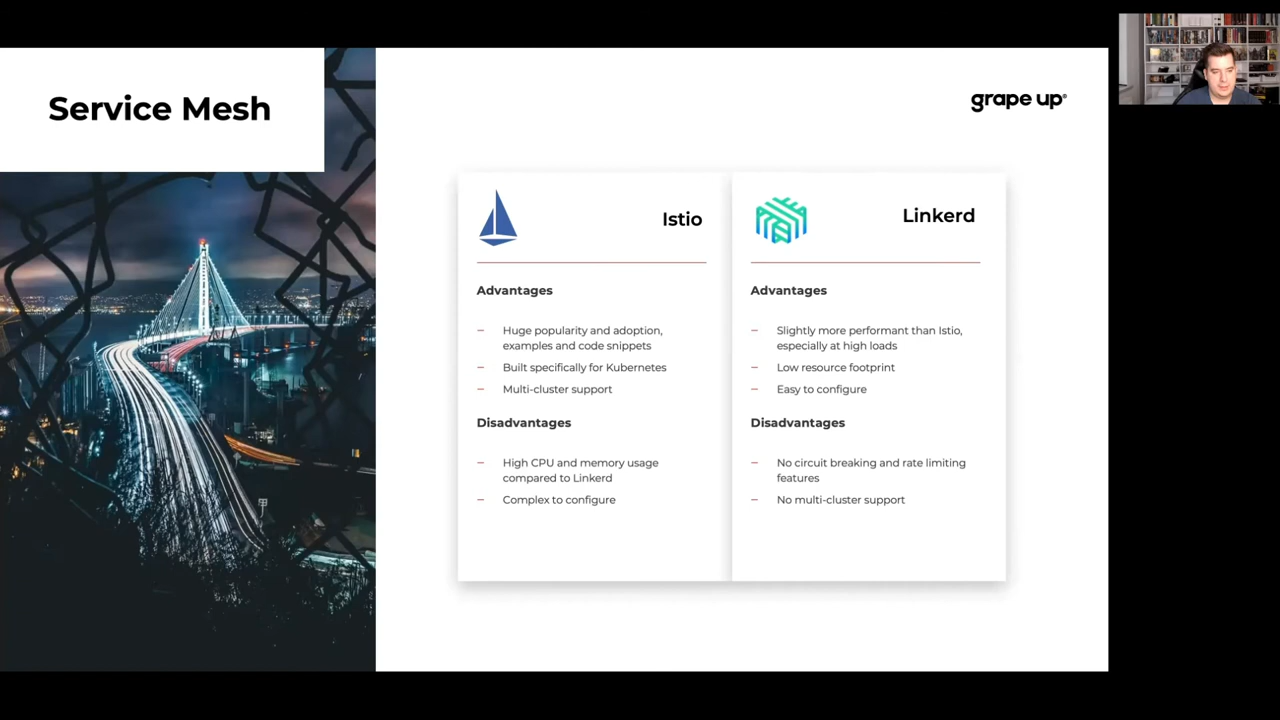 Service Mesh
grape up®
Istio
Advantages
– Huge popularity and adoption,
examples and code snippets
– Built specifically for Kubernetes
– Multi-cluster support
Disadvantages
– High CPU and memory usage
compared to Linkerd
– Complex to configure
Linkerd
Advantages
– Slightly more performant than Istio,
especially at high loads
– Low resource footprint
– Easy to configure
Disadvantages
– No circuit breaking and rate limiting
features
– No multi-cluster support